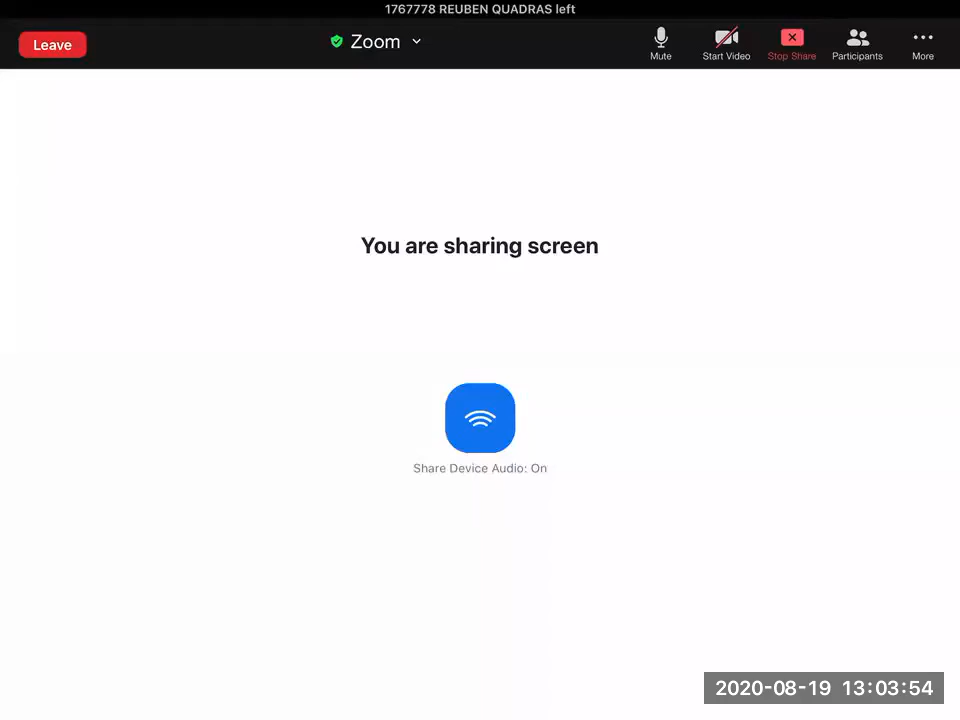 1767778 REUBEN QUADRAS left
Leave
Zoom
Mute
Start Video
Stop Share
Participants
More
You are sharing screen
Share Device Audio: On
2020-08-19 13:03:54